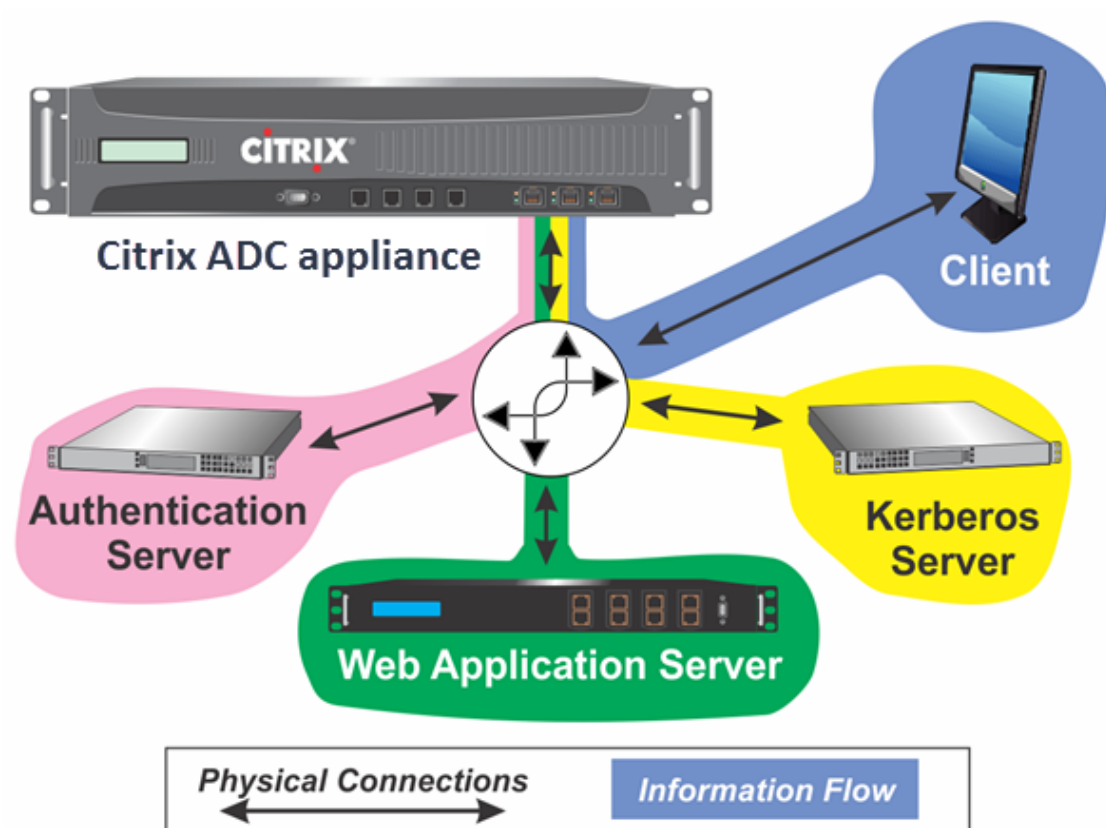 CITRIX
Citrix ADC appliance
Client
Authentication
Server
Kerberos
Server
Web Application Server
Physical Connections
Information Flow